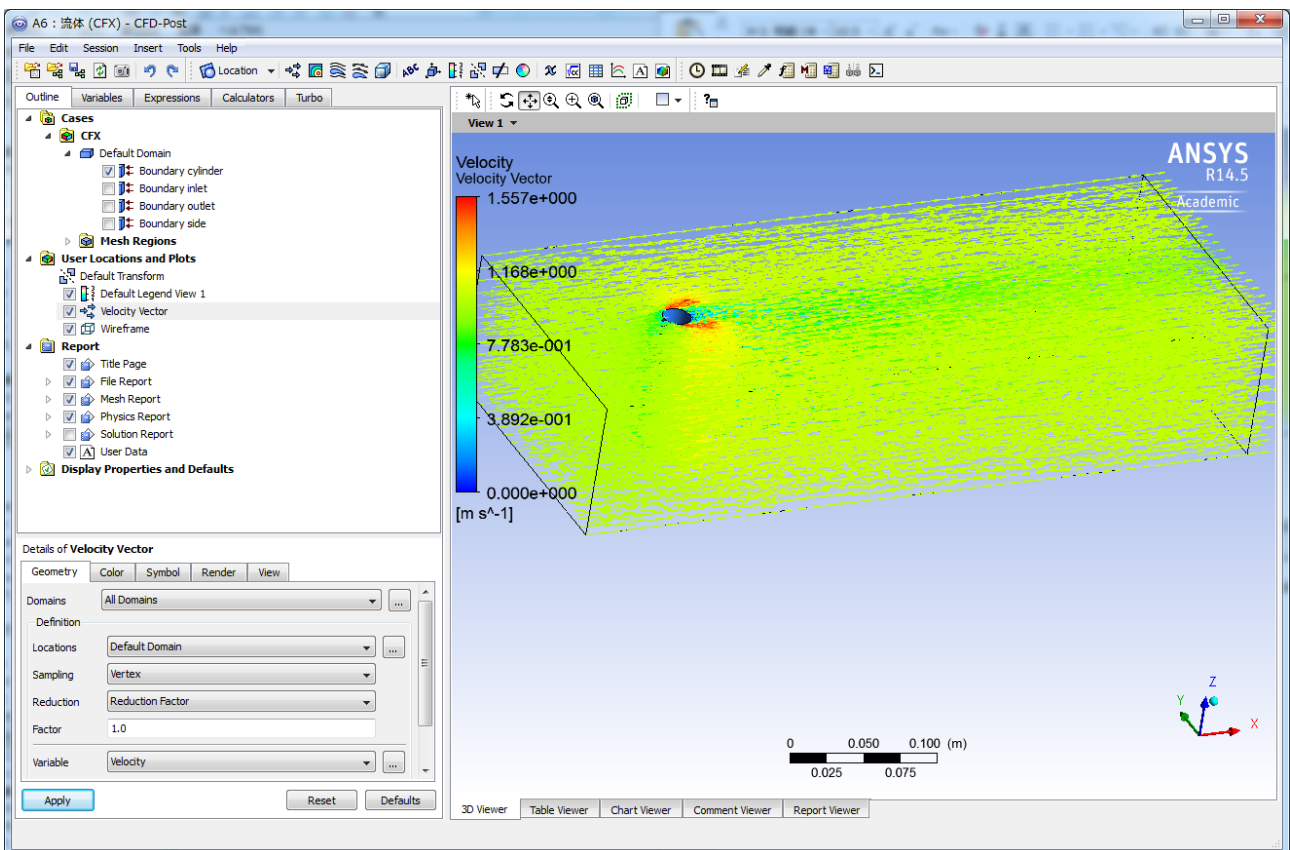 A6 : 流体 (CFX) - CFD-Post
File Edit Session Insert Tools Help
Location
Outline Variables Expressions Calculators Turbo
Cases
CFX
Default Domain
Boundary cylinder
Boundary inlet
Boundary outlet
Boundary side
Mesh Regions
User Locations and Plots
Default Transform
Default Legend View 1
Velocity Vector
Wireframe
Report
Title Page
File Report
Mesh Report
Physics Report
Solution Report
User Data
Display Properties and Defaults
Details of Velocity Vector
Geometry Color Symbol Render View
Domains All Domains ...
Definition
Locations Default Domain ...
Sampling Vertex
Reduction Reduction Factor
Factor 1.0
Variable Velocity ...
Apply Reset Defaults
View 1
Velocity
Velocity Vector
1.557e+000
1.168e+000
7.783e-001
3.892e-001
0.000e+000
[m s^-1]
ANSYS
R14.5
Academic
0 0.050 0.100 (m)
0.025 0.075
Z
Y
X
3D Viewer Table Viewer Chart Viewer Comment Viewer Report Viewer